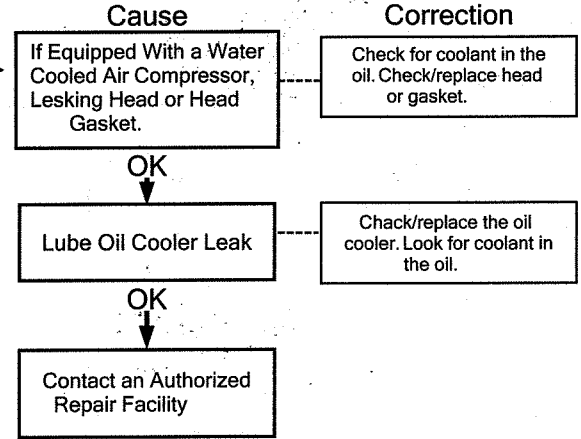 Cause
Correction
If Equipped With a Water
Cooled Air Compressor,
Lesking Head or Head
Gasket.
Check for coolant in the
oil. Check/replace head
or gasket.
OK
Lube Oil Cooler Leak
Chack/replace the oil
cooler. Look for coolant in
the oil.
OK
Contact an Authorized
Repair Facility